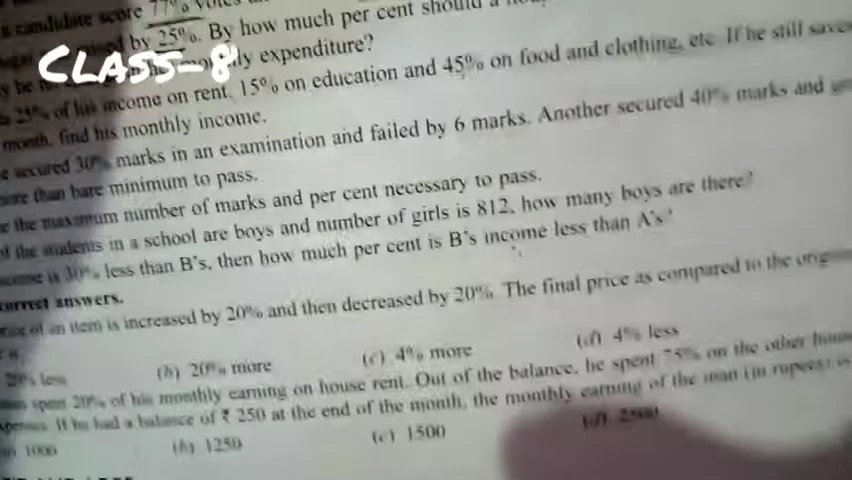 candidate score 77% votes
by 25%. By how much per cent should a
CLASS-8
monthly expenditure?
25% of his income on rent, 15% on education and 45% on food and clothing, etc. If he still saves
month, find his monthly income.
secured 30% marks in an examination and failed by 6 marks. Another secured 40% marks and
more than bare minimum to pass.
the maximum number of marks and per cent necessary to pass.
of the students in a school are boys and number of girls is 812, how many boys are there?
income is 30% less than B's, then how much per cent is B's income less than A's
correct answers.
of an item is increased by 20% and then decreased by 20%. The final price as compared to the
20% less (b) 20% more (c) 4% more (d) 4% less
spent 20% of his monthly earning on house rent. Out of the balance, he spent 75% on the other
If he had a balance of ₹ 250 at the end of the month, the monthly earning of the man (in rupees) is
1000 (b) 1250 (c) 1500 (d)